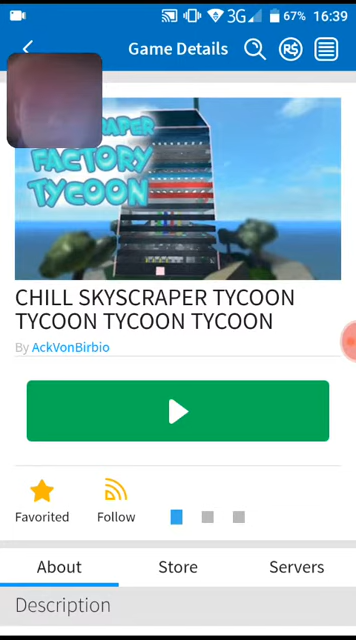 3G 67% 16:39
Game Details
R$
FACTORY
TYCOON
CHILL SKYSCRAPER TYCOON
TYCOON TYCOON TYCOON
By AckVonBirbio
Favorited Follow
About Store Servers
Description